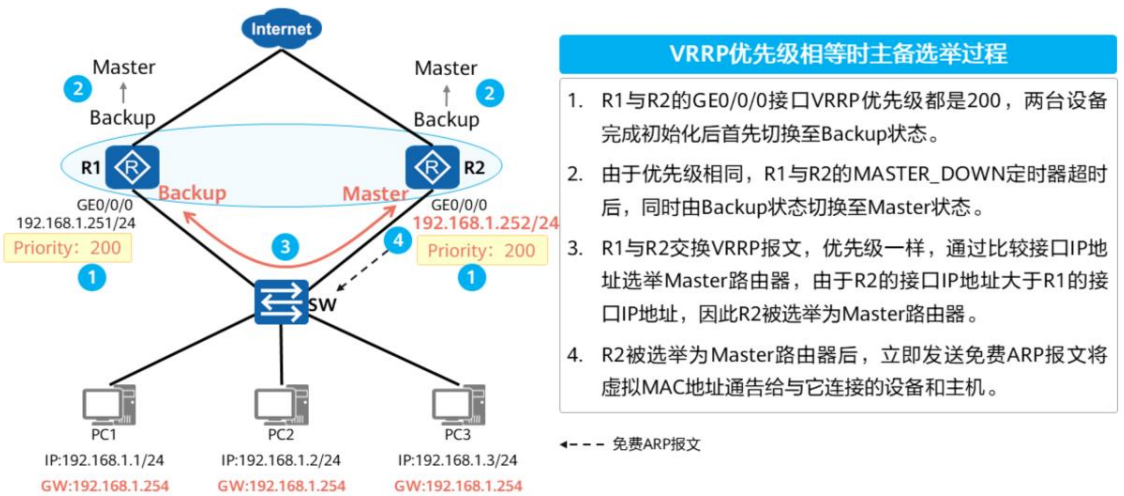 Internet
Master
2
Backup
Master
2
Backup
R1
R2
Backup
Master
GE0/0/0
192.168.1.251/24
Priority：200
1
GE0/0/0
192.168.1.252/24
Priority：200
1
3
4
SW
PC1
PC2
PC3
IP:192.168.1.1/24
IP:192.168.1.2/24
IP:192.168.1.3/24
GW:192.168.1.254
GW:192.168.1.254
GW:192.168.1.254
VRRP优先级相等时主备选举过程
1. R1与R2的GE0/0/0接口VRRP优先级都是200，两台设备
完成初始化后首先切换至Backup状态。
2. 由于优先级相同，R1与R2的MASTER_DOWN定时器超时
后，同时由Backup状态切换至Master状态。
3. R1与R2交换VRRP报文，优先级一样，通过比较接口IP地
址选举Master路由器，由于R2的接口IP地址大于R1的接
口IP地址，因此R2被选举为Master路由器。
4. R2被选举为Master路由器后，立即发送免费ARP报文将
虚拟MAC地址通告给与它连接的设备和主机。
免费ARP报文